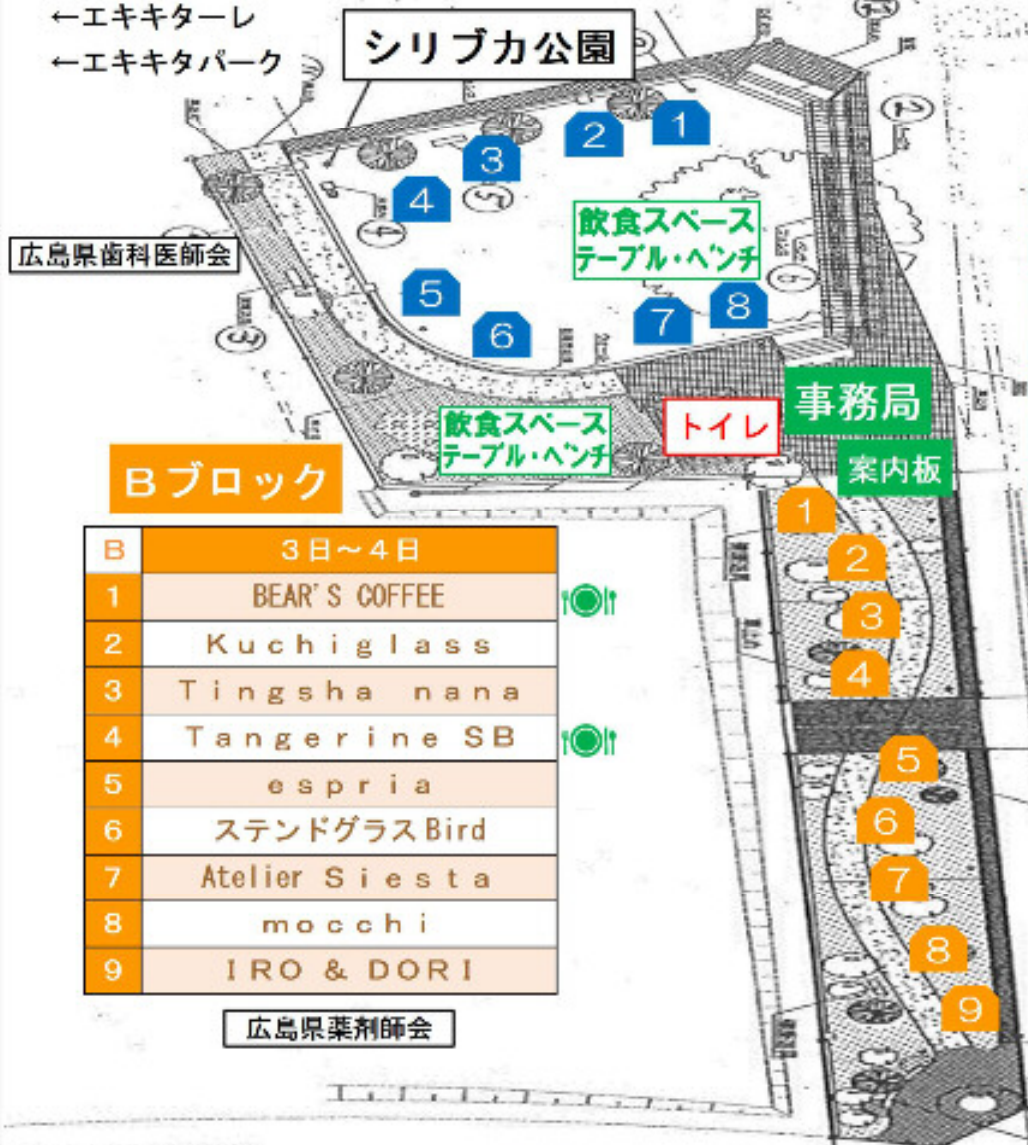 ←エキキターレ
←エキキタパーク
シリブカ公園
1
2
3
4
5
6
7
8
飲食スペース
テーブル・ベンチ
②
③
④
⑤
⑥
広島県歯科医師会
飲食スペース
テーブル・ベンチ
トイレ
事務局
案内板
Bブロック
B 3日～4日
1 BEAR'S COFFEE
2 Kuchiglass
3 Tingsha nana
4 Tangerine SB
5 espria
6 ステンドグラスBird
7 Atelier Siesta
8 mocchi
9 IRO & DORI
広島県薬剤師会
1
2
3
4
5
6
7
8
9